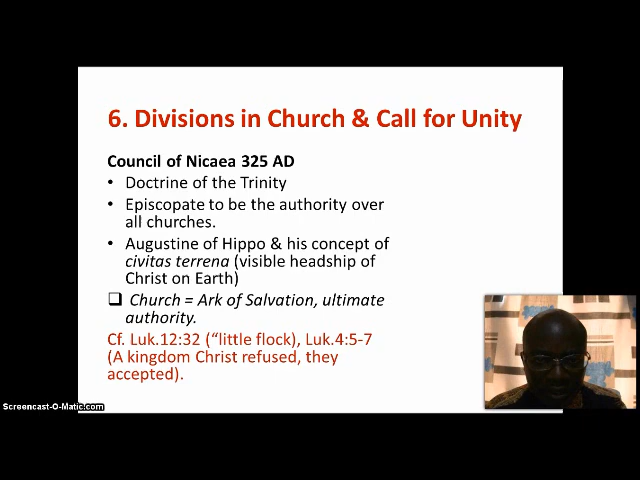 6. Divisions in Church & Call for Unity
Council of Nicaea 325 AD
• Doctrine of the Trinity
• Episcopate to be the authority over
all churches.
• Augustine of Hippo & his concept of
civitas terrena (visible headship of
Christ on Earth)
❑ Church = Ark of Salvation, ultimate
authority.
Cf. Luk.12:32 (“little flock), Luk.4:5-7
(A kingdom Christ refused, they
accepted).
Screencast-O-Matic.com